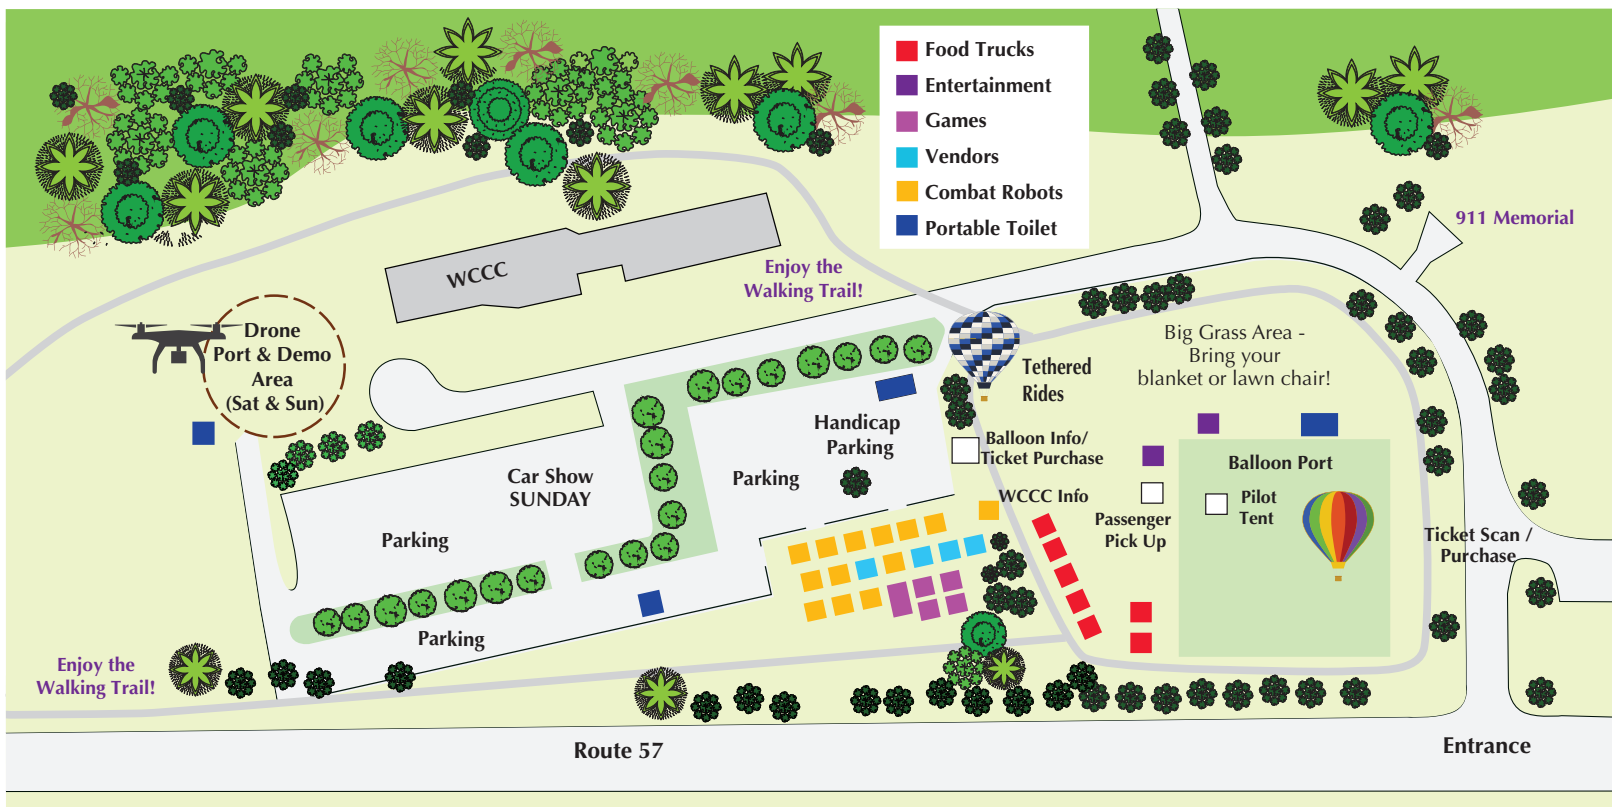 Food Trucks
Entertainment
Games
Vendors
Combat Robots
Portable Toilet
911 Memorial
WCCC
Enjoy the
Walking Trail!
Drone
Port & Demo
Area
(Sat & Sun)
Big Grass Area -
Bring your
blanket or lawn chair!
Tethered
Rides
Handicap
Parking
Balloon Info/
Ticket Purchase
Car Show
SUNDAY
Parking
Balloon Port
WCCC Info
Pilot
Tent
Passenger
Pick Up
Parking
Ticket Scan /
Purchase
Parking
Enjoy the
Walking Trail!
Route 57
Entrance